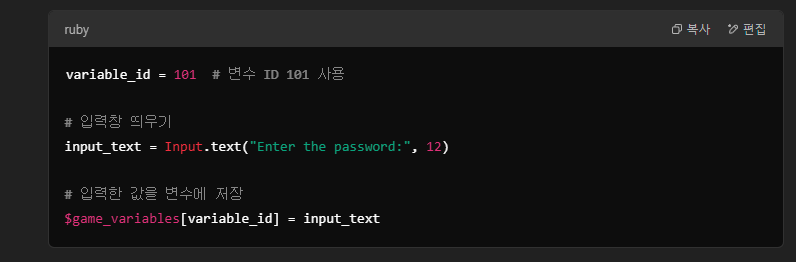 ruby
복사
편집
variable_id = 101  # 변수 ID 101 사용
# 입력창 띄우기
input_text = Input.text("Enter the password:", 12)
# 입력한 값을 변수에 저장
$game_variables[variable_id] = input_text